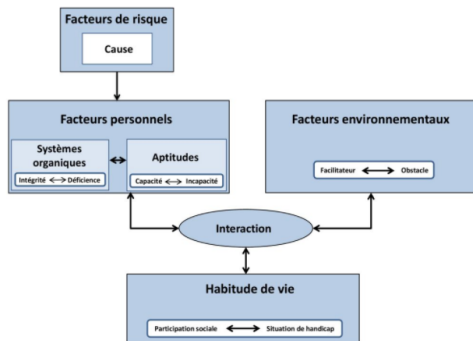 Facteurs de risque
Cause
Facteurs personnels
Facteurs environnementaux
Systèmes
organiques
Aptitudes
Intégrité Déficience
Capacité Incapacité
Facilitateur Obstacle
Interaction
Habitude de vie
Participation sociale Situation de handicap